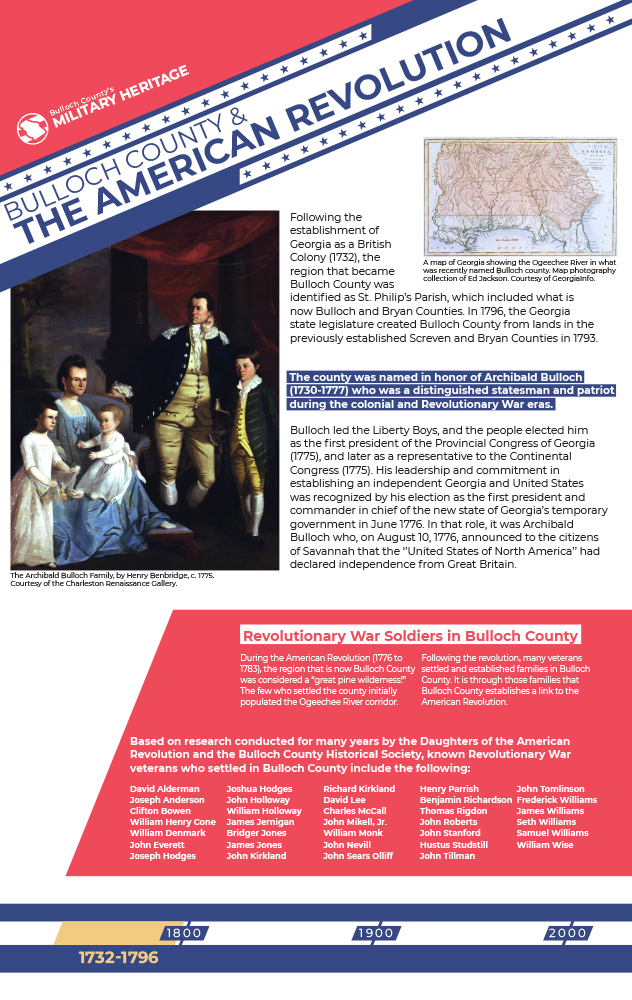 Bulloch County's
MILITARY HERITAGE
BULLOCH COUNTY &
THE AMERICAN REVOLUTION
GEORGIA
A map of Georgia showing the Ogeechee River in what
was recently named Bulloch county. Map photography
collection of Ed Jackson. Courtesy of GeorgiaInfo.
Following the
establishment of
Georgia as a British
Colony (1732), the
region that became
Bulloch County was
identified as St. Philip's Parish, which included what is
now Bulloch and Bryan Counties. In 1796, the Georgia
state legislature created Bulloch County from lands in the
previously established Screven and Bryan Counties in 1793.
The county was named in honor of Archibald Bulloch
(1730-1777) who was a distinguished statesman and patriot
during the colonial and Revolutionary War eras.
Bulloch led the Liberty Boys, and the people elected him
as the first president of the Provincial Congress of Georgia
(1775), and later as a representative to the Continental
Congress (1775). His leadership and commitment in
establishing an independent Georgia and United States
was recognized by his election as the first president and
commander in chief of the new state of Georgia's temporary
government in June 1776. In that role, it was Archibald
Bulloch who, on August 10, 1776, announced to the citizens
of Savannah that the "United States of North America" had
declared independence from Great Britain.
The Archibald Bulloch Family, by Henry Benbridge, c. 1775.
Courtesy of the Charleston Renaissance Gallery.
Revolutionary War Soldiers in Bulloch County
During the American Revolution (1776 to
1783), the region that is now Bulloch County
was considered a "great pine wilderness!"
The few who settled the county initially
populated the Ogeechee River corridor.
Following the revolution, many veterans
settled and established families in Bulloch
County. It is through those families that
Bulloch County establishes a link to the
American Revolution.
Based on research conducted for many years by the Daughters of the American
Revolution and the Bulloch County Historical Society, known Revolutionary War
veterans who settled in Bulloch County include the following:
David Alderman
Joseph Anderson
Clifton Bowen
William Henry Cone
William Denmark
John Everett
Joseph Hodges
Joshua Hodges
John Holloway
William Holloway
James Jernigan
Bridger Jones
James Jones
John Kirkland
Richard Kirkland
David Lee
Charles McCall
John Mikell, Jr.
William Monk
John Nevill
John Sears Olliff
Henry Parrish
Benjamin Richardson
Thomas Rigdon
John Roberts
John Stanford
Hustus Studstill
John Tillman
John Tomlinson
Frederick Williams
James Williams
Seth Williams
Samuel Williams
William Wise
1800
1900
2000
1732-1796